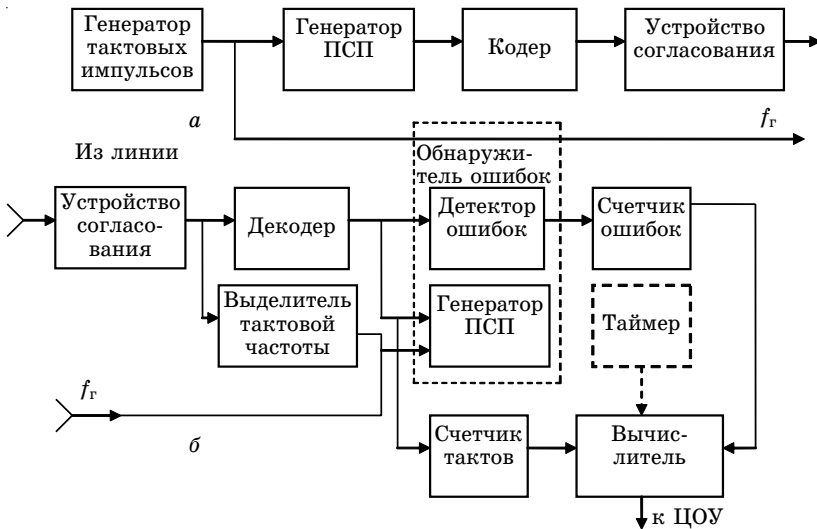 Генератор
тактовых
импульсов
Генератор
ПСП
Кодер
Устройство
согласования
а
fг
Из линии
Обнаружи-
тель ошибок
Устройство
согласо-
вания
Декодер
Детектор
ошибок
Счетчик
ошибок
Выделитель
тактовой
частоты
Генератор
ПСП
Таймер
fг
б
Счетчик
тактов
Вычис-
литель
к ЦОУ